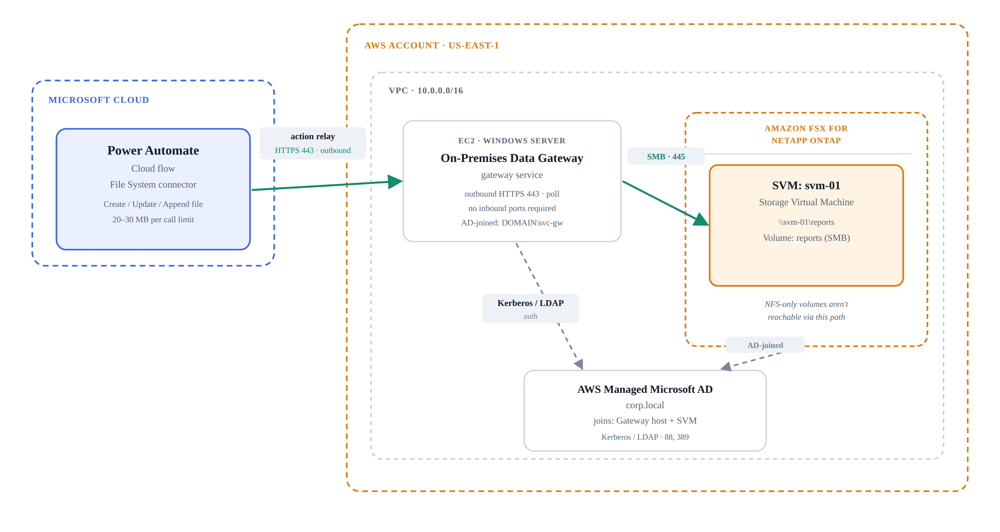 AWS ACCOUNT · US-EAST-1
VPC · 10.0.0.0/16
MICROSOFT CLOUD
Power Automate
Cloud flow
File System connector
Create / Update / Append file
20–30 MB per call limit
action relay
HTTPS 443 · outbound
EC2 · WINDOWS SERVER
On-Premises Data Gateway
gateway service
outbound HTTPS 443 · poll
no inbound ports required
AD-joined: DOMAIN\svc-gw
SMB · 445
AMAZON FSX FOR
NETAPP ONTAP
SVM: svm-01
Storage Virtual Machine
\\svm-01\reports
Volume: reports (SMB)
NFS-only volumes aren't
reachable via this path
Kerberos / LDAP
auth
AD-joined
AWS Managed Microsoft AD
corp.local
joins: Gateway host + SVM
Kerberos / LDAP · 88, 389